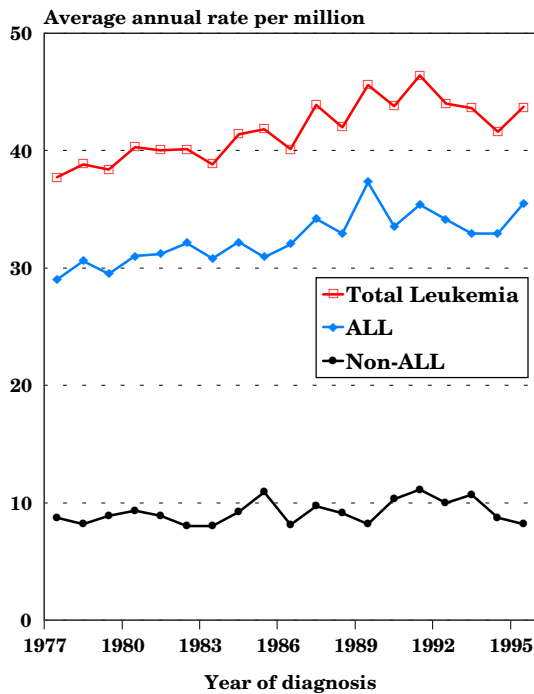 Average annual rate per million
50
40
30
20
10
0
Total Leukemia
ALL
Non-ALL
1977 1980 1983 1986 1989 1992 1995
Year of diagnosis